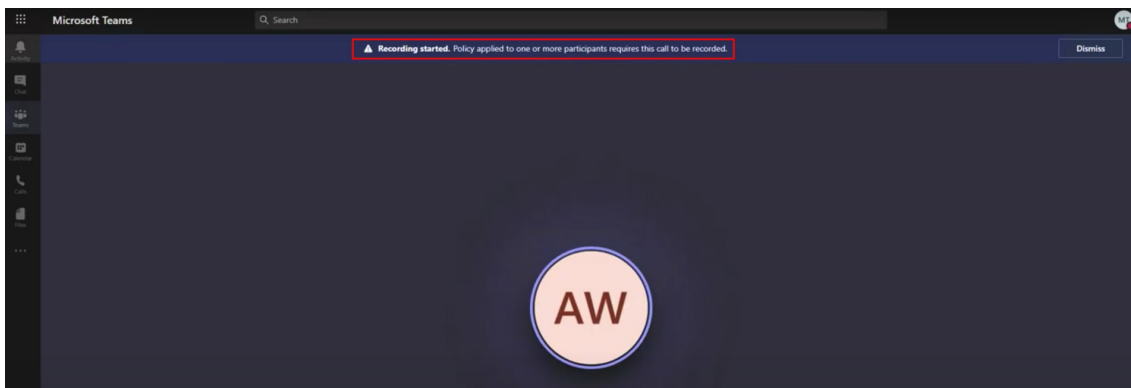 Microsoft Teams
Search
MT
Recording started. Policy applied to one or more participants requires this call to be recorded.
Dismiss
Activity
Chat
Teams
Calendar
Calls
Files
AW